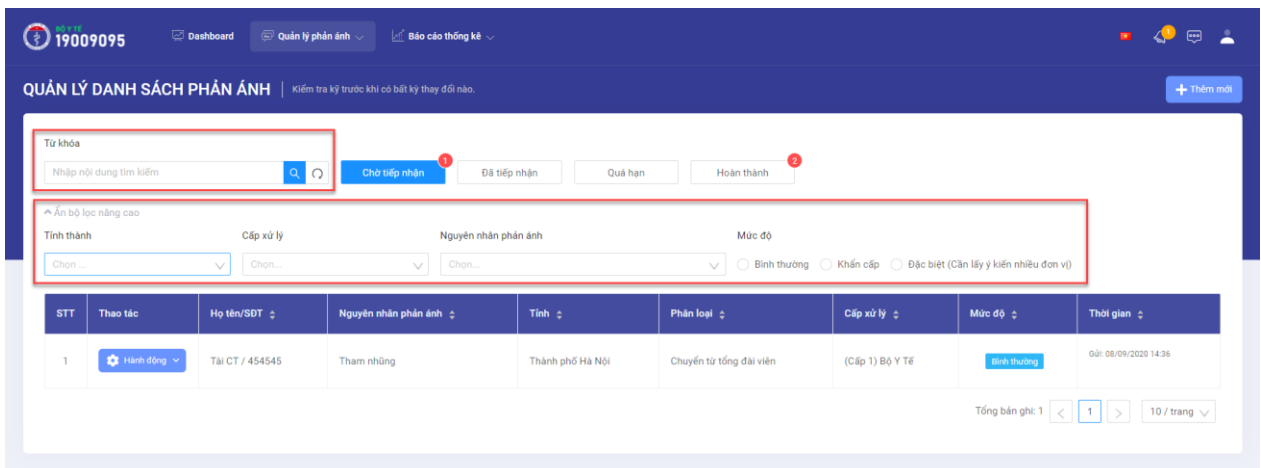 BỘ Y TẾ
19009095
Dashboard
Quản lý phản ánh
Báo cáo thống kê
1
QUẢN LÝ DANH SÁCH PHẢN ÁNH
Kiểm tra kỹ trước khi có bất kỳ thay đổi nào.
Thêm mới
Từ khóa
Nhập nội dung tìm kiếm
Chờ tiếp nhận 1
Đã tiếp nhận
Quá hạn
Hoàn thành 2
Ẩn bộ lọc nâng cao
Tỉnh thành Cấp xử lý Nguyên nhân phản ánh Mức độ
Chọn ... Chọn... Chọn... Bình thường Khẩn cấp Đặc biệt (Cần lấy ý kiến nhiều đơn vị)
STT Thao tác Họ tên/SĐT Nguyên nhân phản ánh Tỉnh Phân loại Cấp xử lý Mức độ Thời gian
1 Hành động Tài CT / 454545 Tham nhũng Thành phố Hà Nội Chuyển từ tổng đài viên (Cấp 1) Bộ Y Tế Bình thường Gửi: 08/09/2020 14:36
Tổng bản ghi: 1 < 1 > 10 / trang